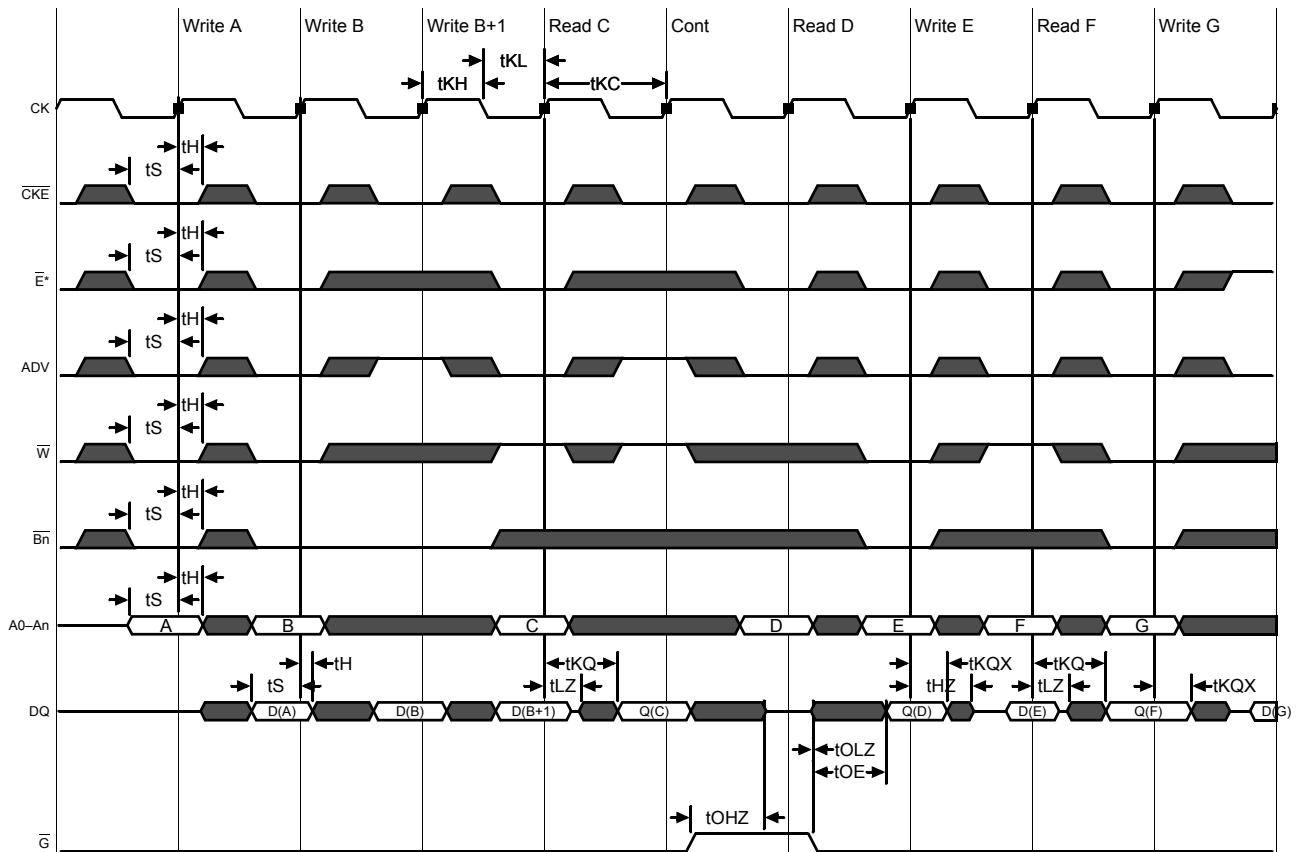 Write A Write B Write B+1 Read C Cont Read D Write E Read F Write G
tKL
tKH tKC
CK
tH
tS
CKE
tH
tS
E*
tH
tS
ADV
tH
tS
W
tH
tS
Bn
tH
tS
A0–An A B C D E F G
tH tKQ tKQX tKQ
tS tLZ tHZ tLZ tKQX
DQ D(A) D(B) D(B+1) Q(C) Q(D) D(E) Q(F) D(G)
tOLZ
tOE
tOHZ
G